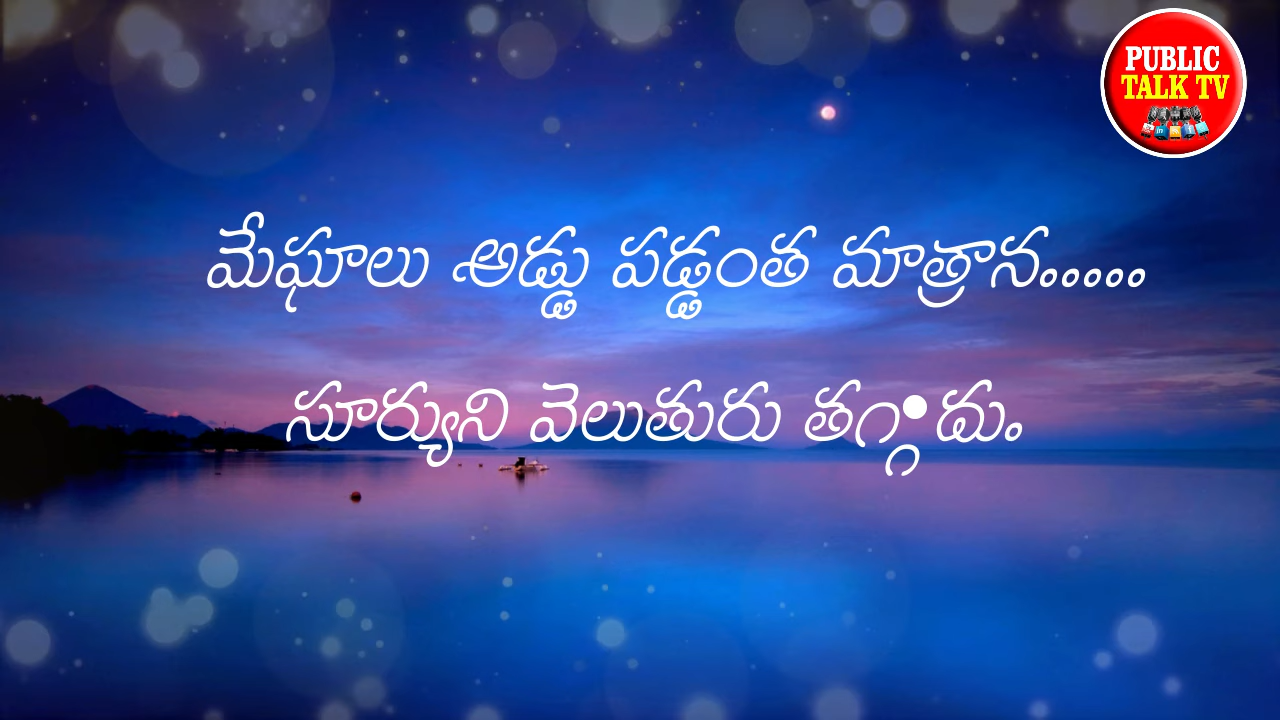 PUBLIC
TALK TV
మేఘాలు అడ్డు పడ్డంత మాత్రాన.....
సూర్యుని వెలుతురు తగ్గదు.